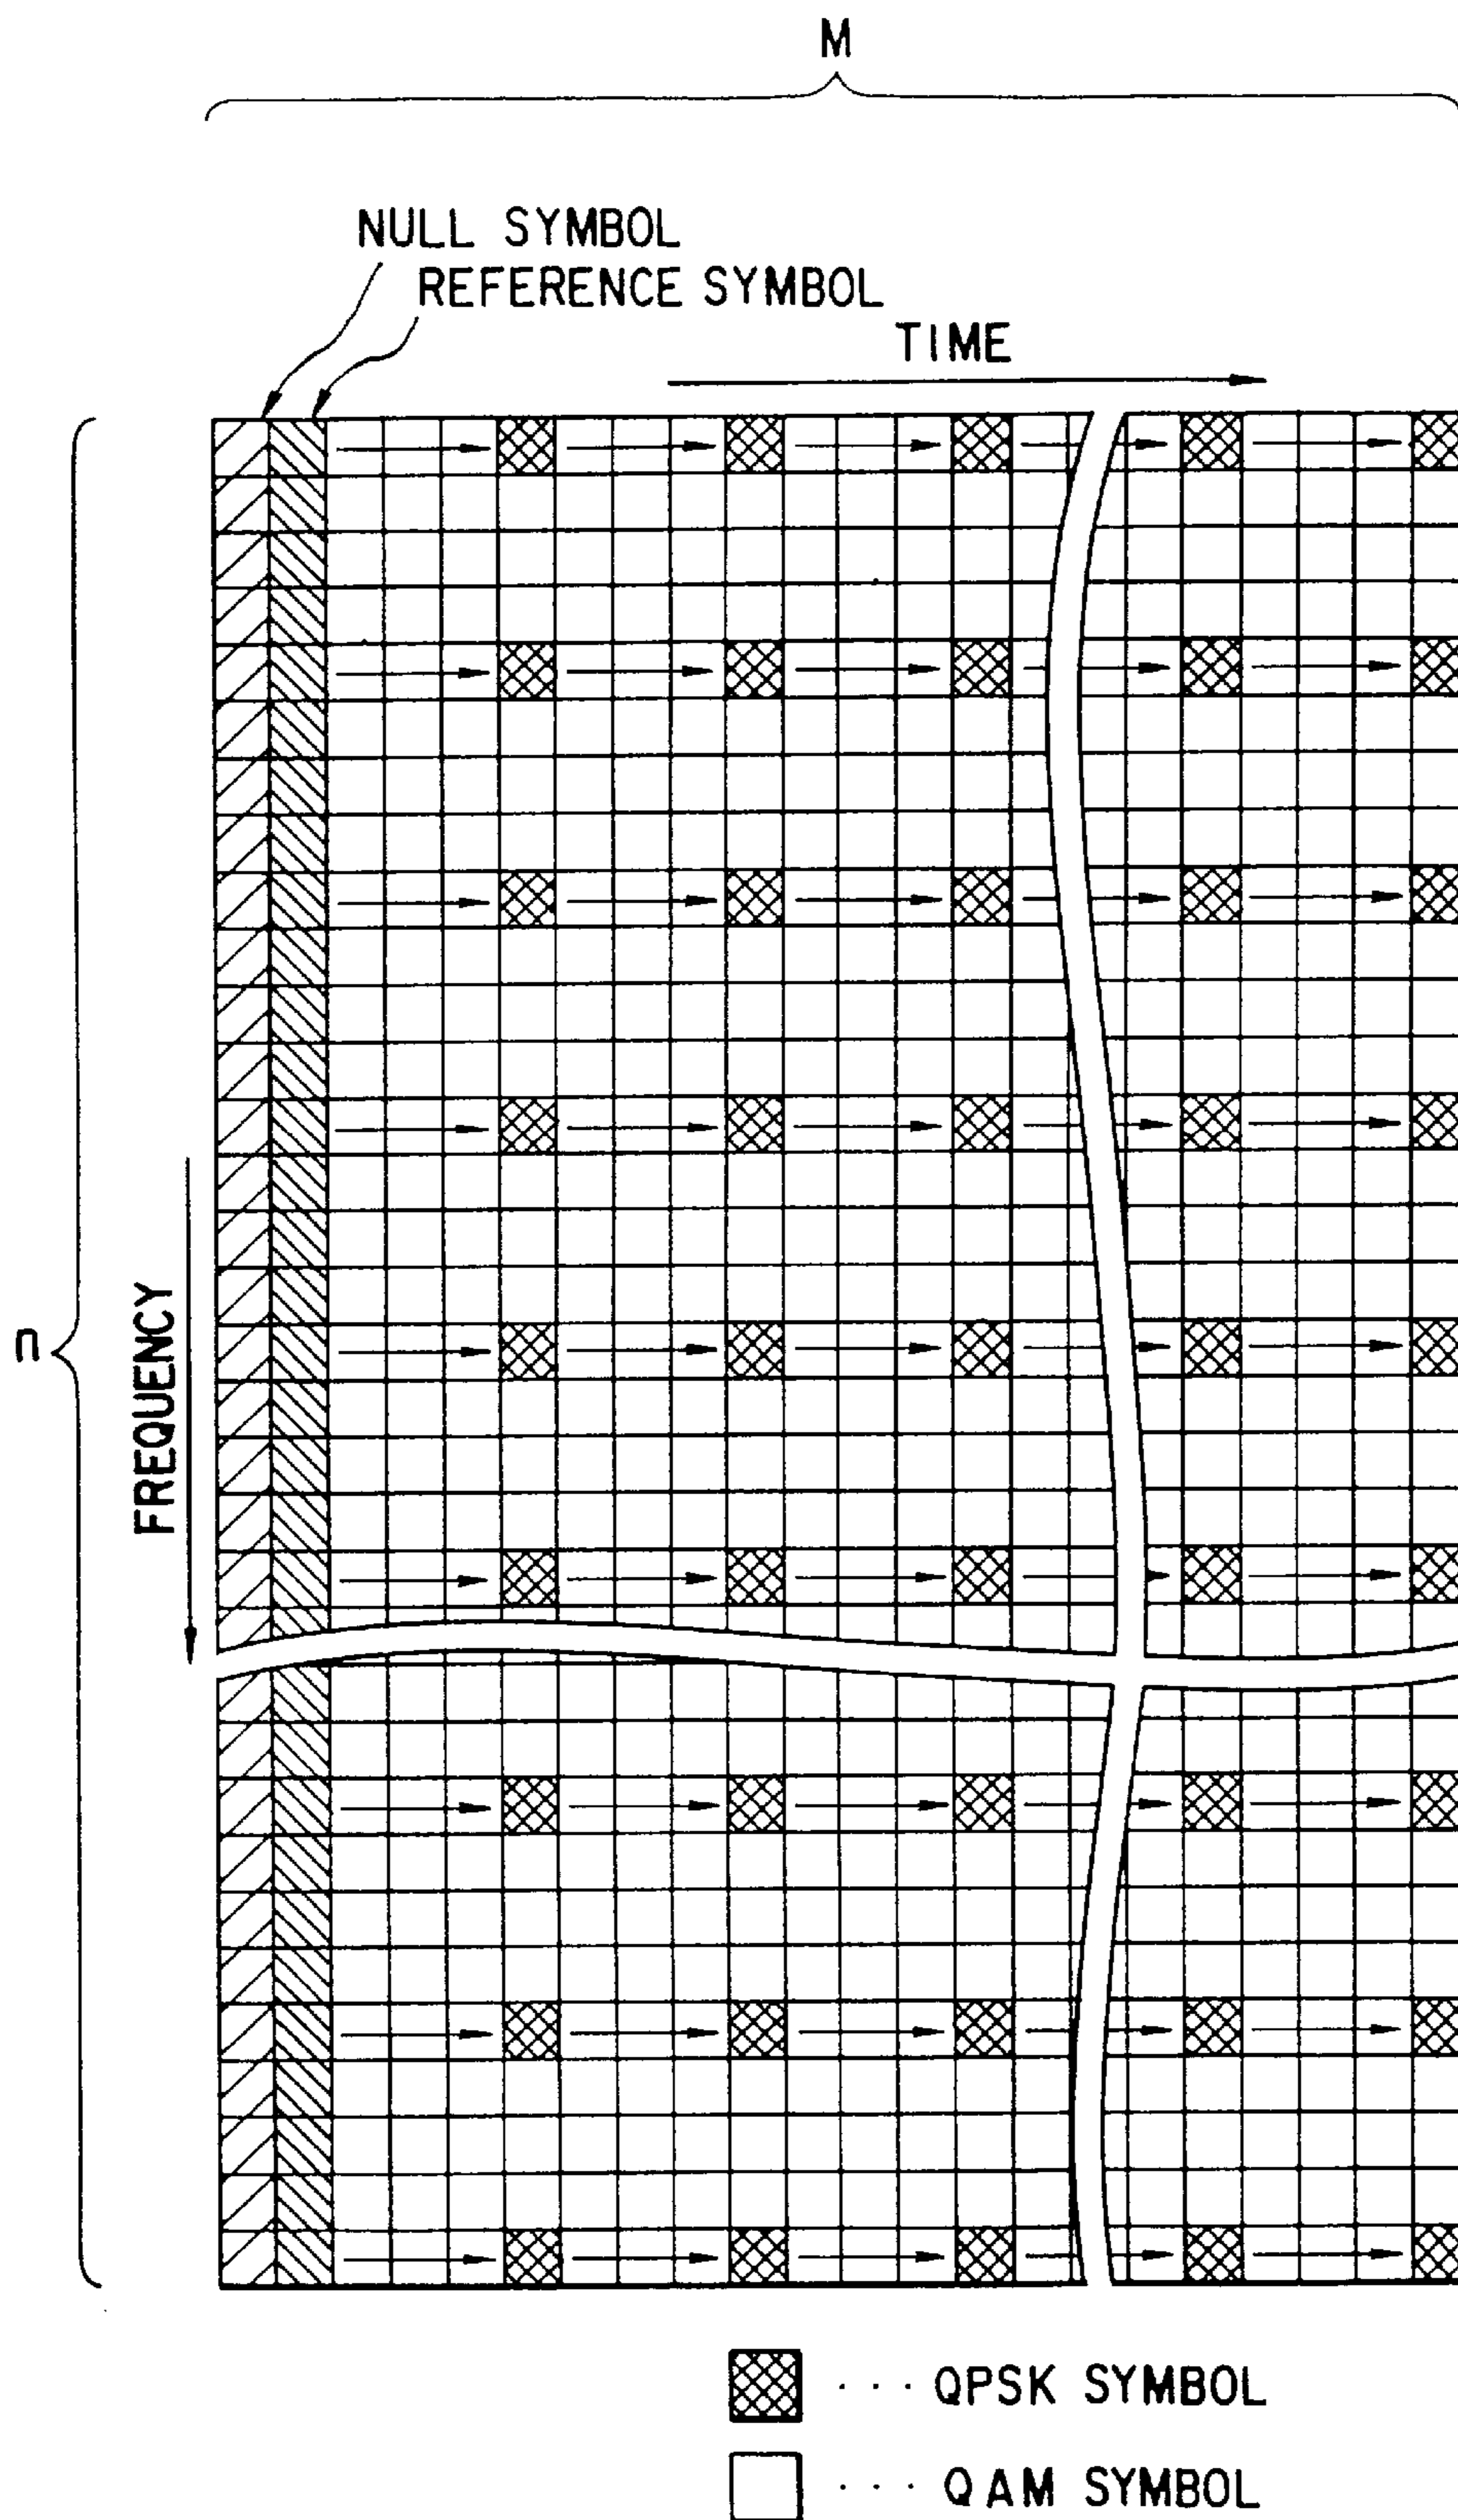 M
NULL SYMBOL
REFERENCE SYMBOL
TIME
n
FREQUENCY
· · · QPSK SYMBOL
· · · QAM SYMBOL